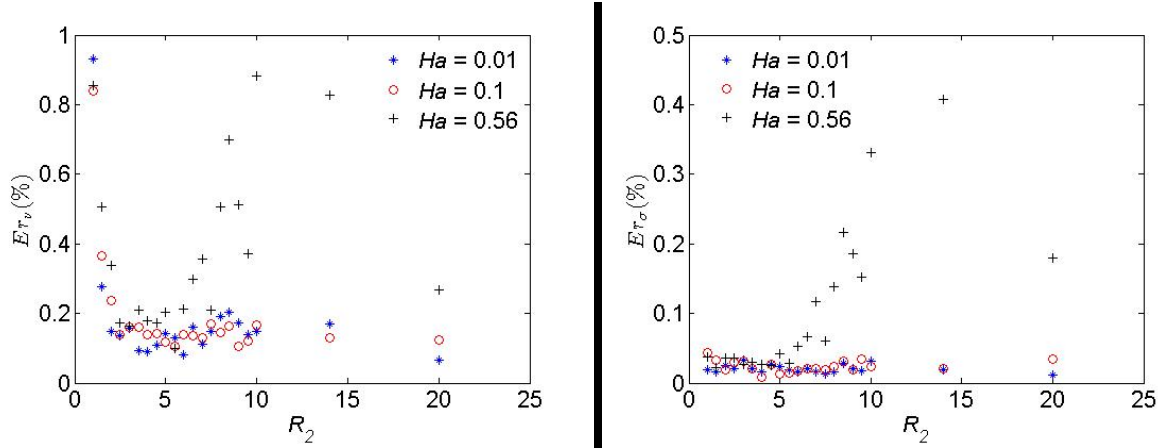 1
0.8
0.6
0.4
0.2
0
Er_v(%)
* Ha = 0.01
○ Ha = 0.1
+ Ha = 0.56
0 5 10 15 20 25
R_2
0.5
0.4
0.3
0.2
0.1
0
Er_σ(%)
* Ha = 0.01
○ Ha = 0.1
+ Ha = 0.56
0 5 10 15 20 25
R_2